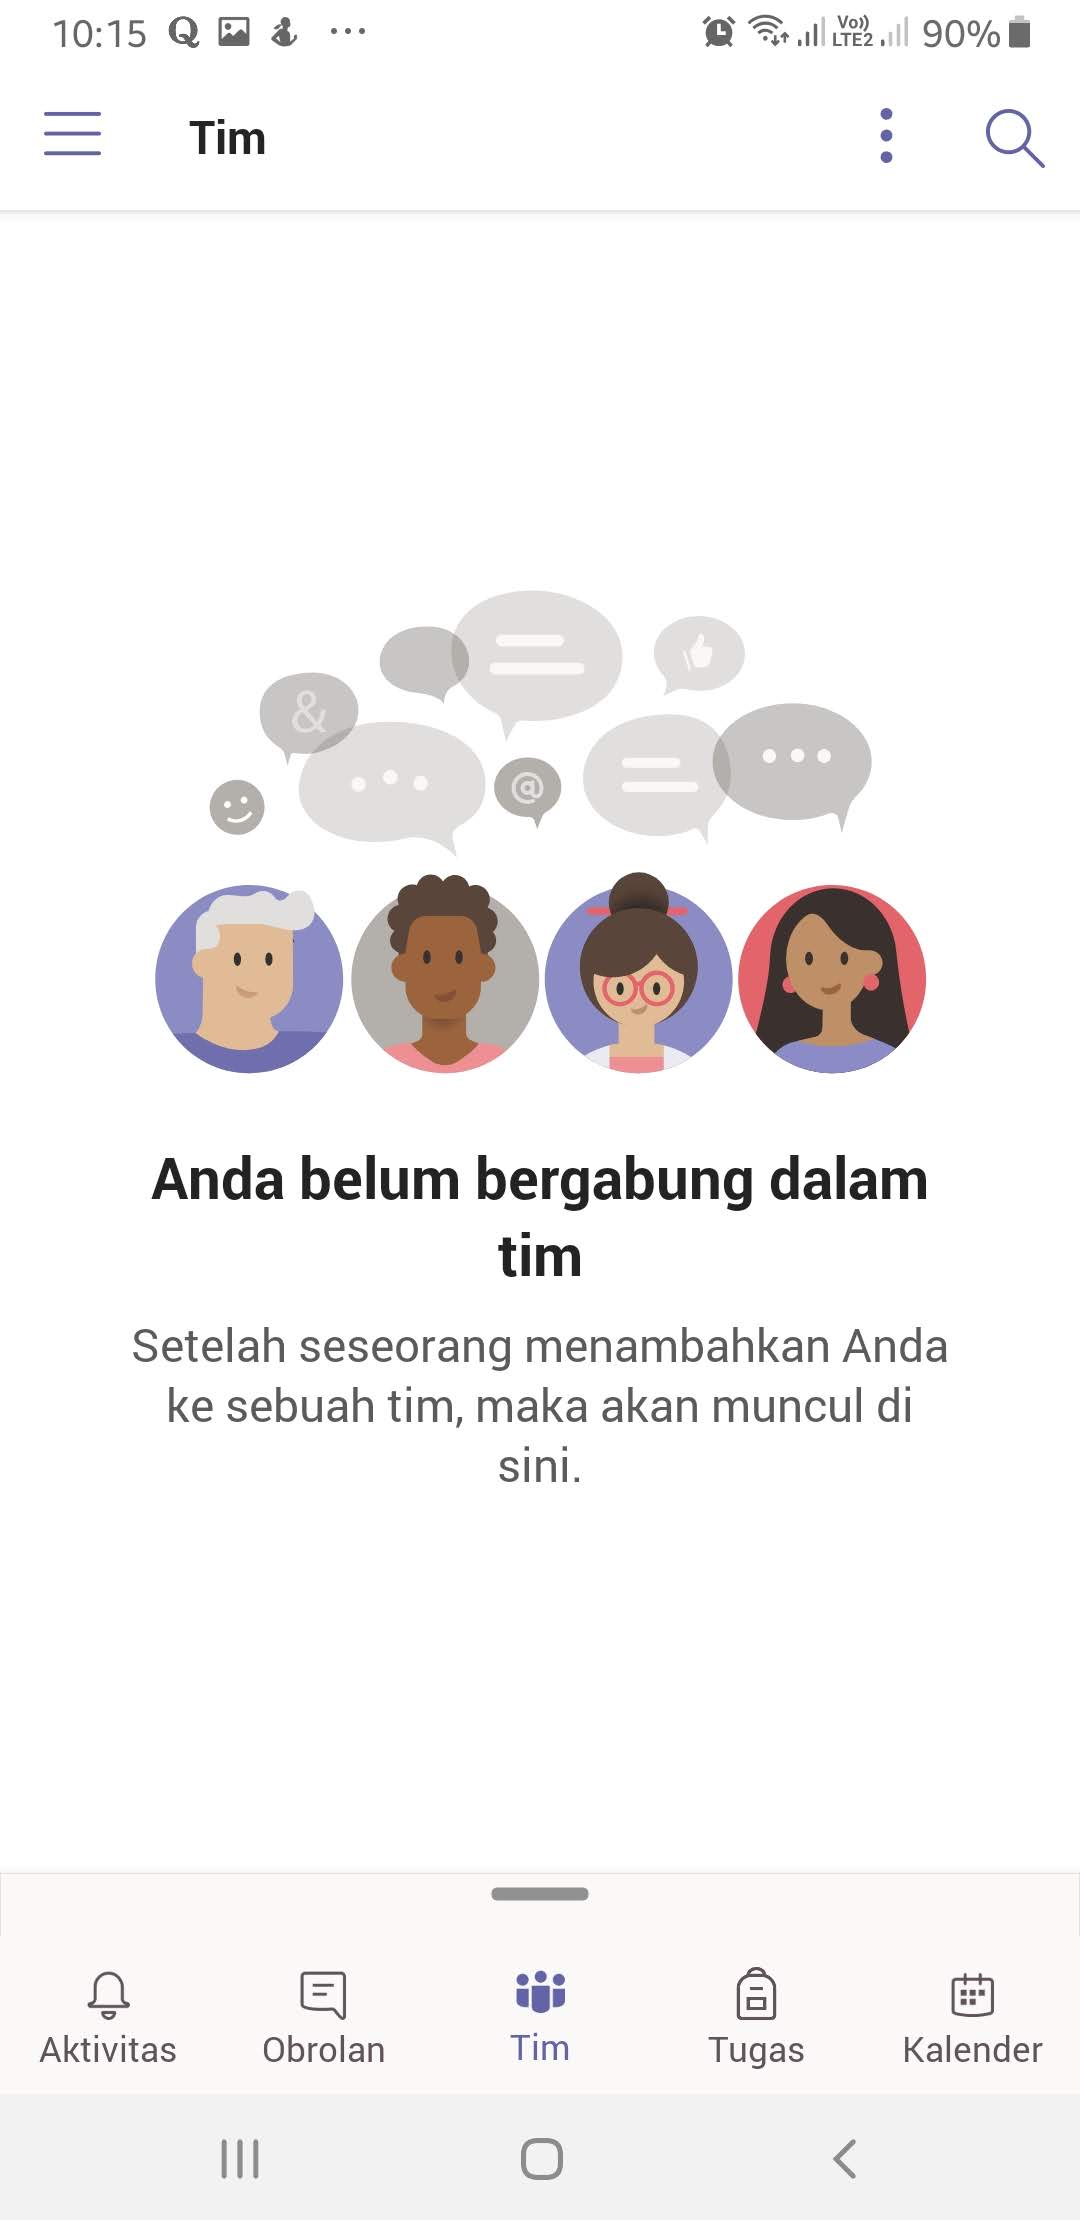 10:15 Vo)) LTE2 90%
Tim
&
@
Anda belum bergabung dalam
tim
Setelah seseorang menambahkan Anda
ke sebuah tim, maka akan muncul di
sini.
Aktivitas Obrolan Tim Tugas Kalender